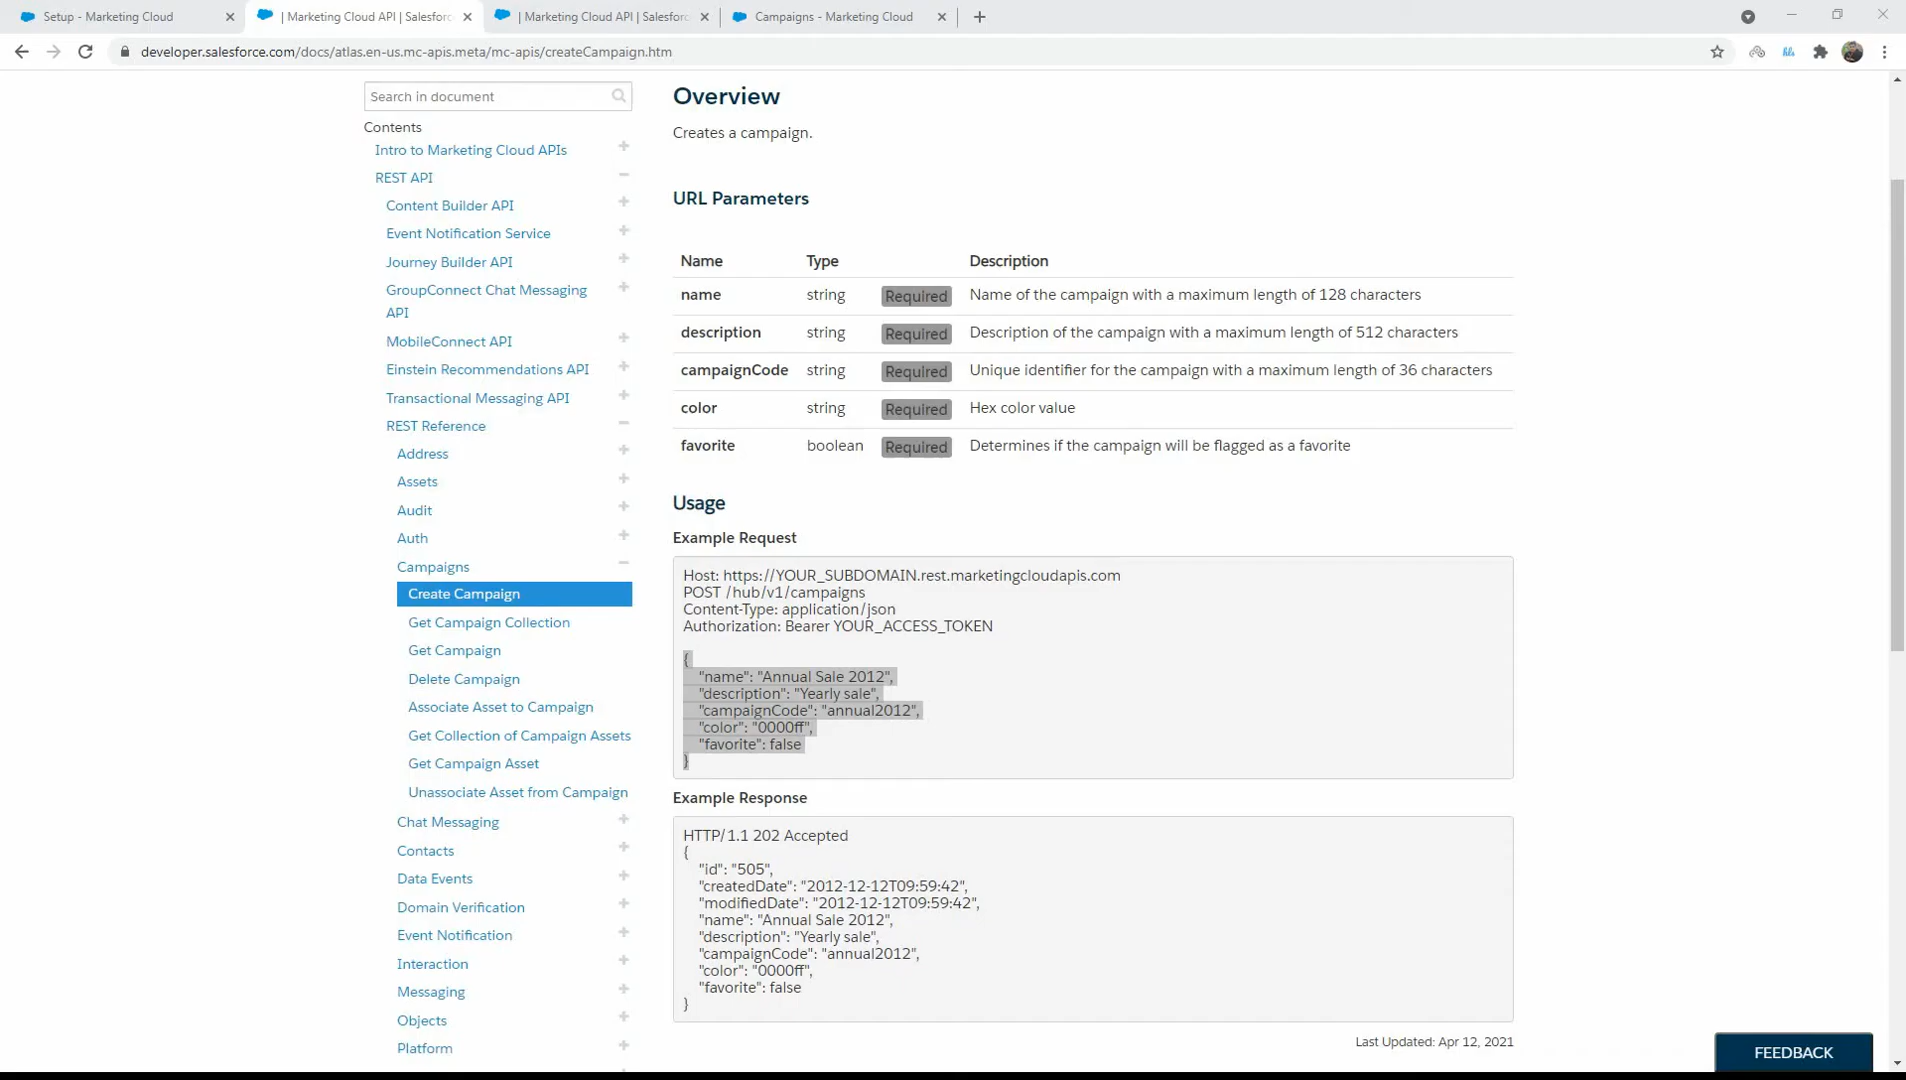 Setup - Marketing Cloud
| Marketing Cloud API | Salesforc
| Marketing Cloud API | Salesforc
Campaigns - Marketing Cloud
developer.salesforce.com/docs/atlas.en-us.mc-apis.meta/mc-apis/createCampaign.htm
Search in document
Contents
Intro to Marketing Cloud APIs
REST API
Content Builder API
Event Notification Service
Journey Builder API
GroupConnect Chat Messaging
API
MobileConnect API
Einstein Recommendations API
Transactional Messaging API
REST Reference
Address
Assets
Audit
Auth
Campaigns
Create Campaign
Get Campaign Collection
Get Campaign
Delete Campaign
Associate Asset to Campaign
Get Collection of Campaign Assets
Get Campaign Asset
Unassociate Asset from Campaign
Chat Messaging
Contacts
Data Events
Domain Verification
Event Notification
Interaction
Messaging
Objects
Platform
Overview
Creates a campaign.
URL Parameters
Name Type Description
name string Required Name of the campaign with a maximum length of 128 characters
description string Required Description of the campaign with a maximum length of 512 characters
campaignCode string Required Unique identifier for the campaign with a maximum length of 36 characters
color string Required Hex color value
favorite boolean Required Determines if the campaign will be flagged as a favorite
Usage
Example Request
Host: https://YOUR_SUBDOMAIN.rest.marketingcloudapis.com
POST /hub/v1/campaigns
Content-Type: application/json
Authorization: Bearer YOUR_ACCESS_TOKEN
{
"name": "Annual Sale 2012",
"description": "Yearly sale",
"campaignCode": "annual2012",
"color": "0000ff",
"favorite": false
}
Example Response
HTTP/1.1 202 Accepted
{
"id": "505",
"createdDate": "2012-12-12T09:59:42",
"modifiedDate": "2012-12-12T09:59:42",
"name": "Annual Sale 2012",
"description": "Yearly sale",
"campaignCode": "annual2012",
"color": "0000ff",
"favorite": false
}
Last Updated: Apr 12, 2021
FEEDBACK